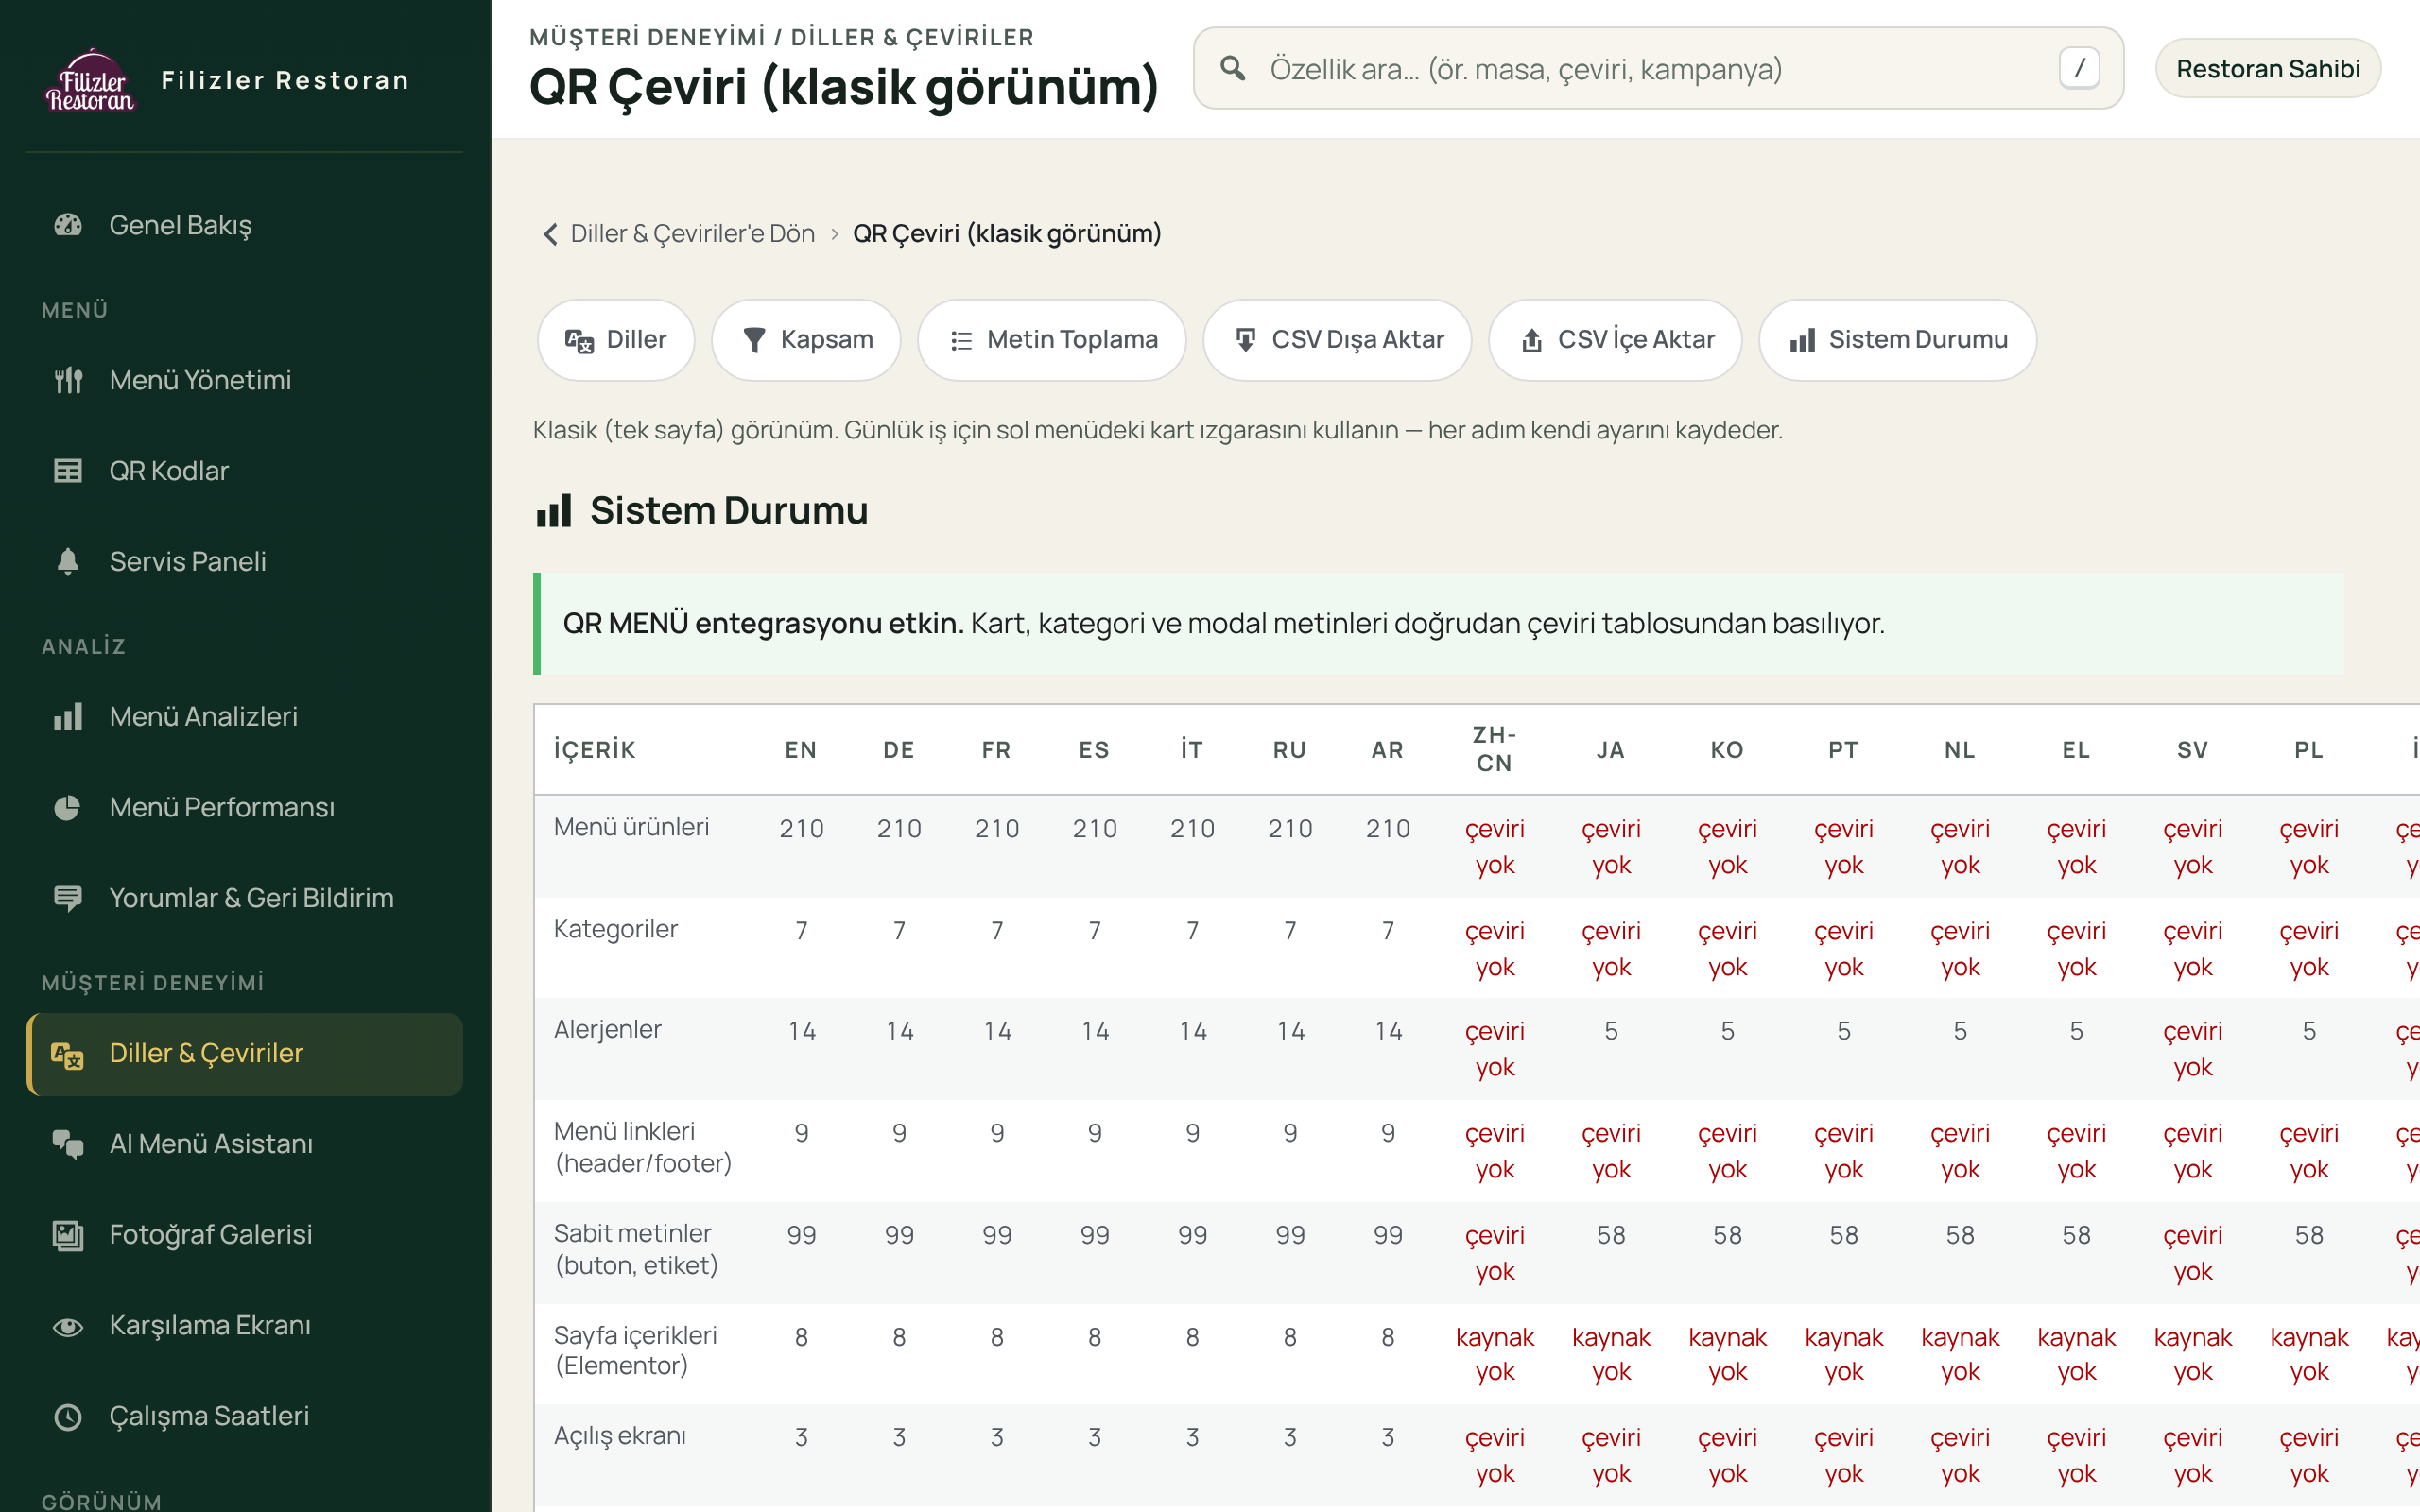 Filizler
Restoran
Filizler Restoran
Genel Bakış
MENÜ
Menü Yönetimi
QR Kodlar
Servis Paneli
ANALİZ
Menü Analizleri
Menü Performansı
Yorumlar & Geri Bildirim
MÜŞTERİ DENEYİMİ
Diller & Çeviriler
AI Menü Asistanı
Fotoğraf Galerisi
Karşılama Ekranı
Çalışma Saatleri
GÖRÜNÜM
MÜŞTERİ DENEYİMİ / DİLLER & ÇEVİRİLER
QR Çeviri (klasik görünüm)
Özellik ara... (ör. masa, çeviri, kampanya) /
Restoran Sahibi
Diller & Çeviriler'e Dön › QR Çeviri (klasik görünüm)
Diller Kapsam Metin Toplama CSV Dışa Aktar CSV İçe Aktar Sistem Durumu
Klasik (tek sayfa) görünüm. Günlük iş için sol menüdeki kart ızgarasını kullanın — her adım kendi ayarını kaydeder.
Sistem Durumu
QR MENÜ entegrasyonu etkin. Kart, kategori ve modal metinleri doğrudan çeviri tablosundan basılıyor.
İÇERİK EN DE FR ES İT RU AR ZH-CN JA KO PT NL EL SV PL
Menü ürünleri 210 210 210 210 210 210 210 çeviri yok çeviri yok çeviri yok çeviri yok çeviri yok çeviri yok çeviri yok çeviri yok
Kategoriler 7 7 7 7 7 7 7 çeviri yok çeviri yok çeviri yok çeviri yok çeviri yok çeviri yok çeviri yok çeviri yok
Alerjenler 14 14 14 14 14 14 14 çeviri yok 5 5 5 5 5 çeviri yok 5
Menü linkleri (header/footer) 9 9 9 9 9 9 9 çeviri yok çeviri yok çeviri yok çeviri yok çeviri yok çeviri yok çeviri yok çeviri yok
Sabit metinler (buton, etiket) 99 99 99 99 99 99 99 çeviri yok 58 58 58 58 58 çeviri yok 58
Sayfa içerikleri (Elementor) 8 8 8 8 8 8 8 kaynak yok kaynak yok kaynak yok kaynak yok kaynak yok kaynak yok kaynak yok kaynak yok
Açılış ekranı 3 3 3 3 3 3 3 çeviri yok çeviri yok çeviri yok çeviri yok çeviri yok çeviri yok çeviri yok çeviri yok